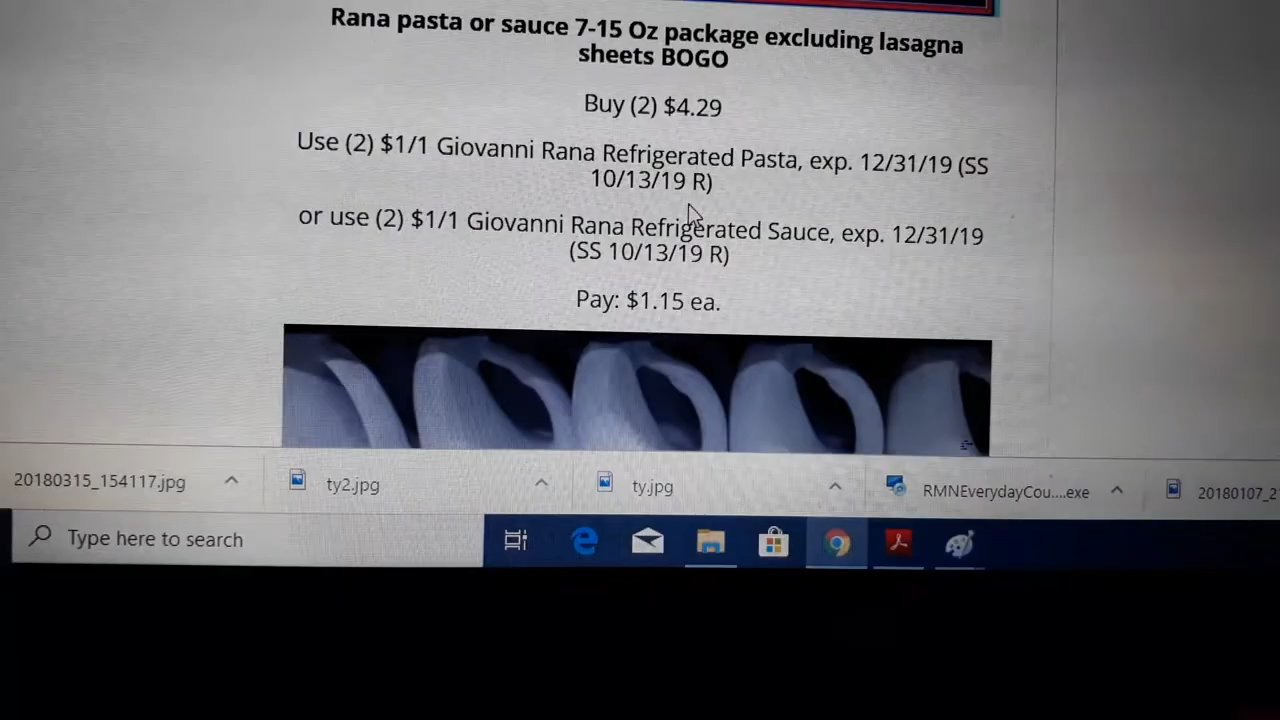 Rana pasta or sauce 7-15 Oz package excluding lasagna
sheets BOGO
Buy (2) $4.29
Use (2) $1/1 Giovanni Rana Refrigerated Pasta, exp. 12/31/19 (SS
10/13/19 R)
or use (2) $1/1 Giovanni Rana Refrigerated Sauce, exp. 12/31/19
(SS 10/13/19 R)
Pay: $1.15 ea.
20180315_154117.jpg
ty2.jpg
ty.jpg
RMNEverydayCou....exe
20180107_2
Type here to search